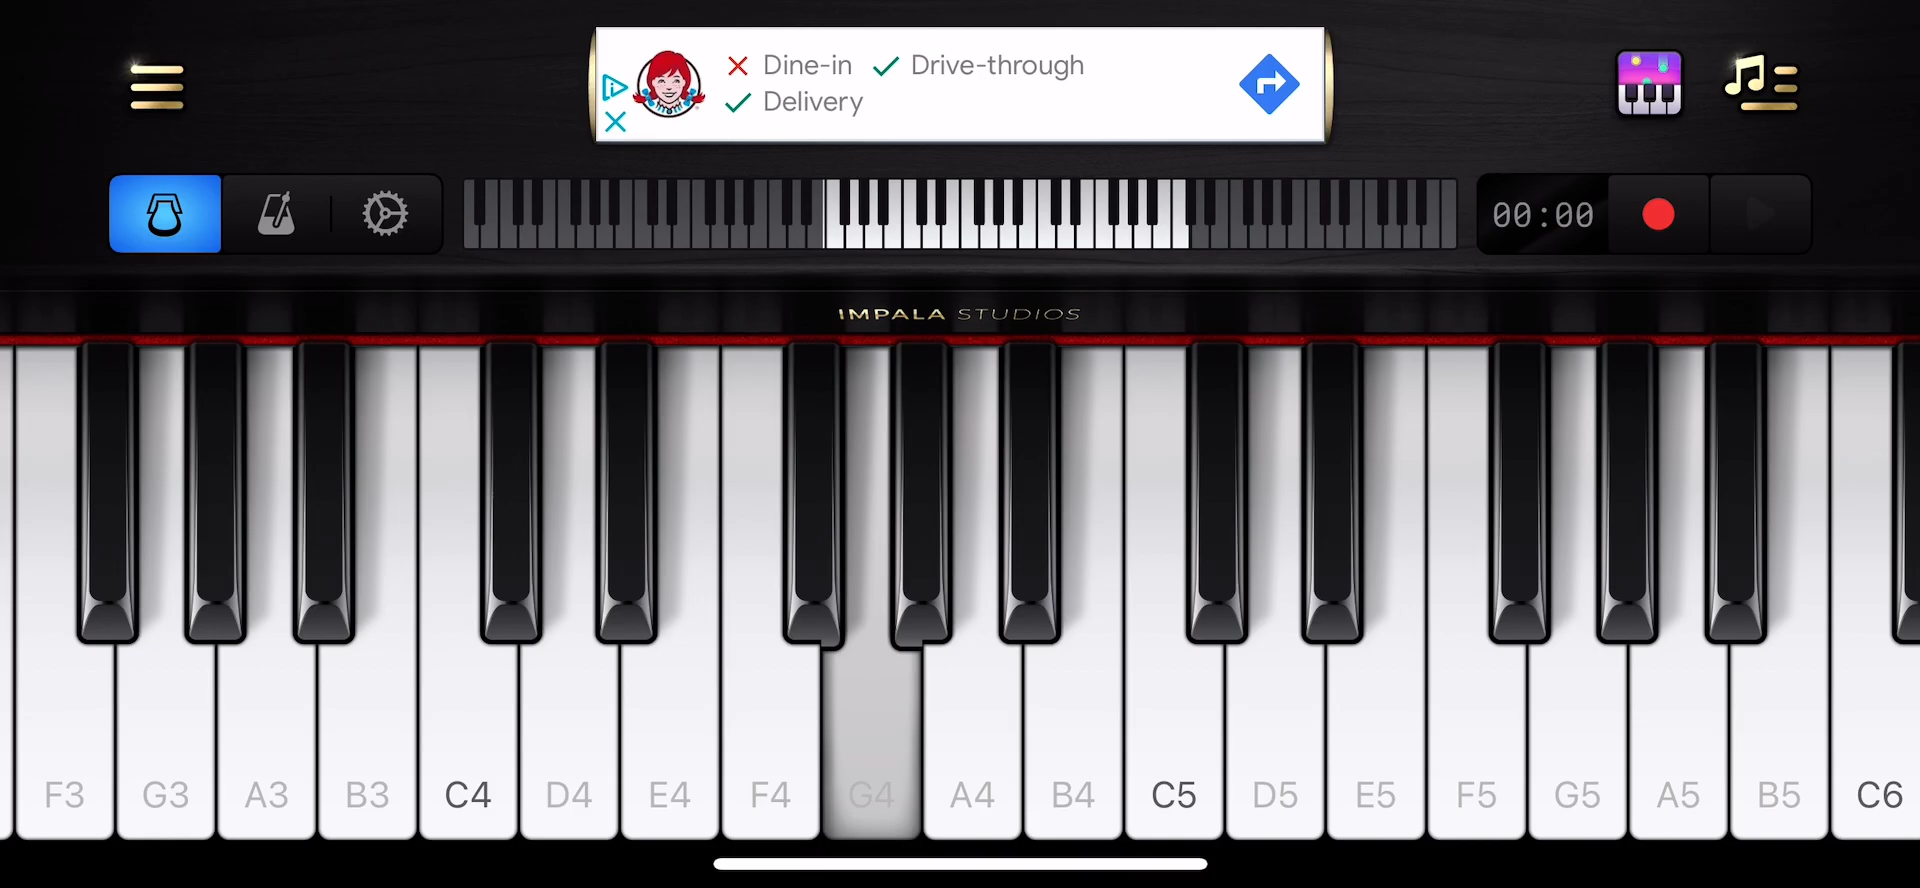 Dine-in Drive-through
Delivery
00:00
IMPALA STUDIOS
F3 G3 A3 B3 C4 D4 E4 F4 G4 A4 B4 C5 D5 E5 F5 G5 A5 B5 C6